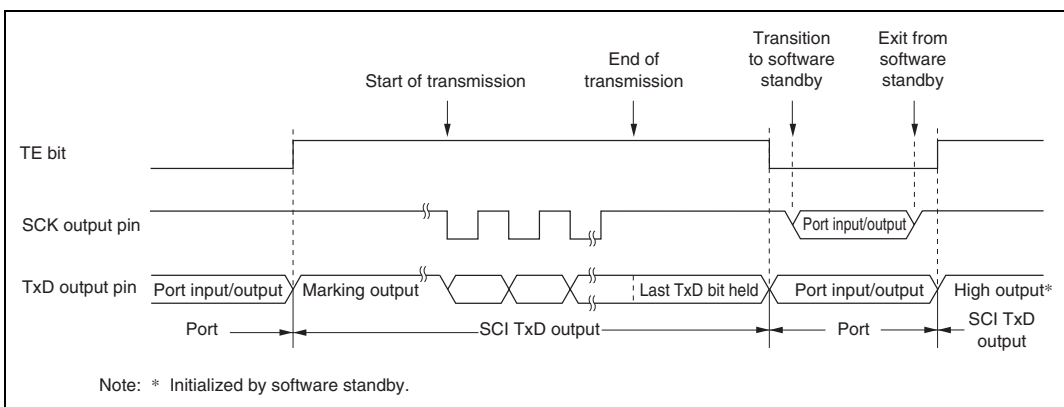 Transition
to software
standby
Exit from
software
standby
End of
transmission
Start of transmission
TE bit
SCK output pin
Port input/output
TxD output pin
Port input/output
Marking output
Last TxD bit held
Port input/output
High output*
Port
SCI TxD output
Port
SCI TxD
output
Note: * Initialized by software standby.